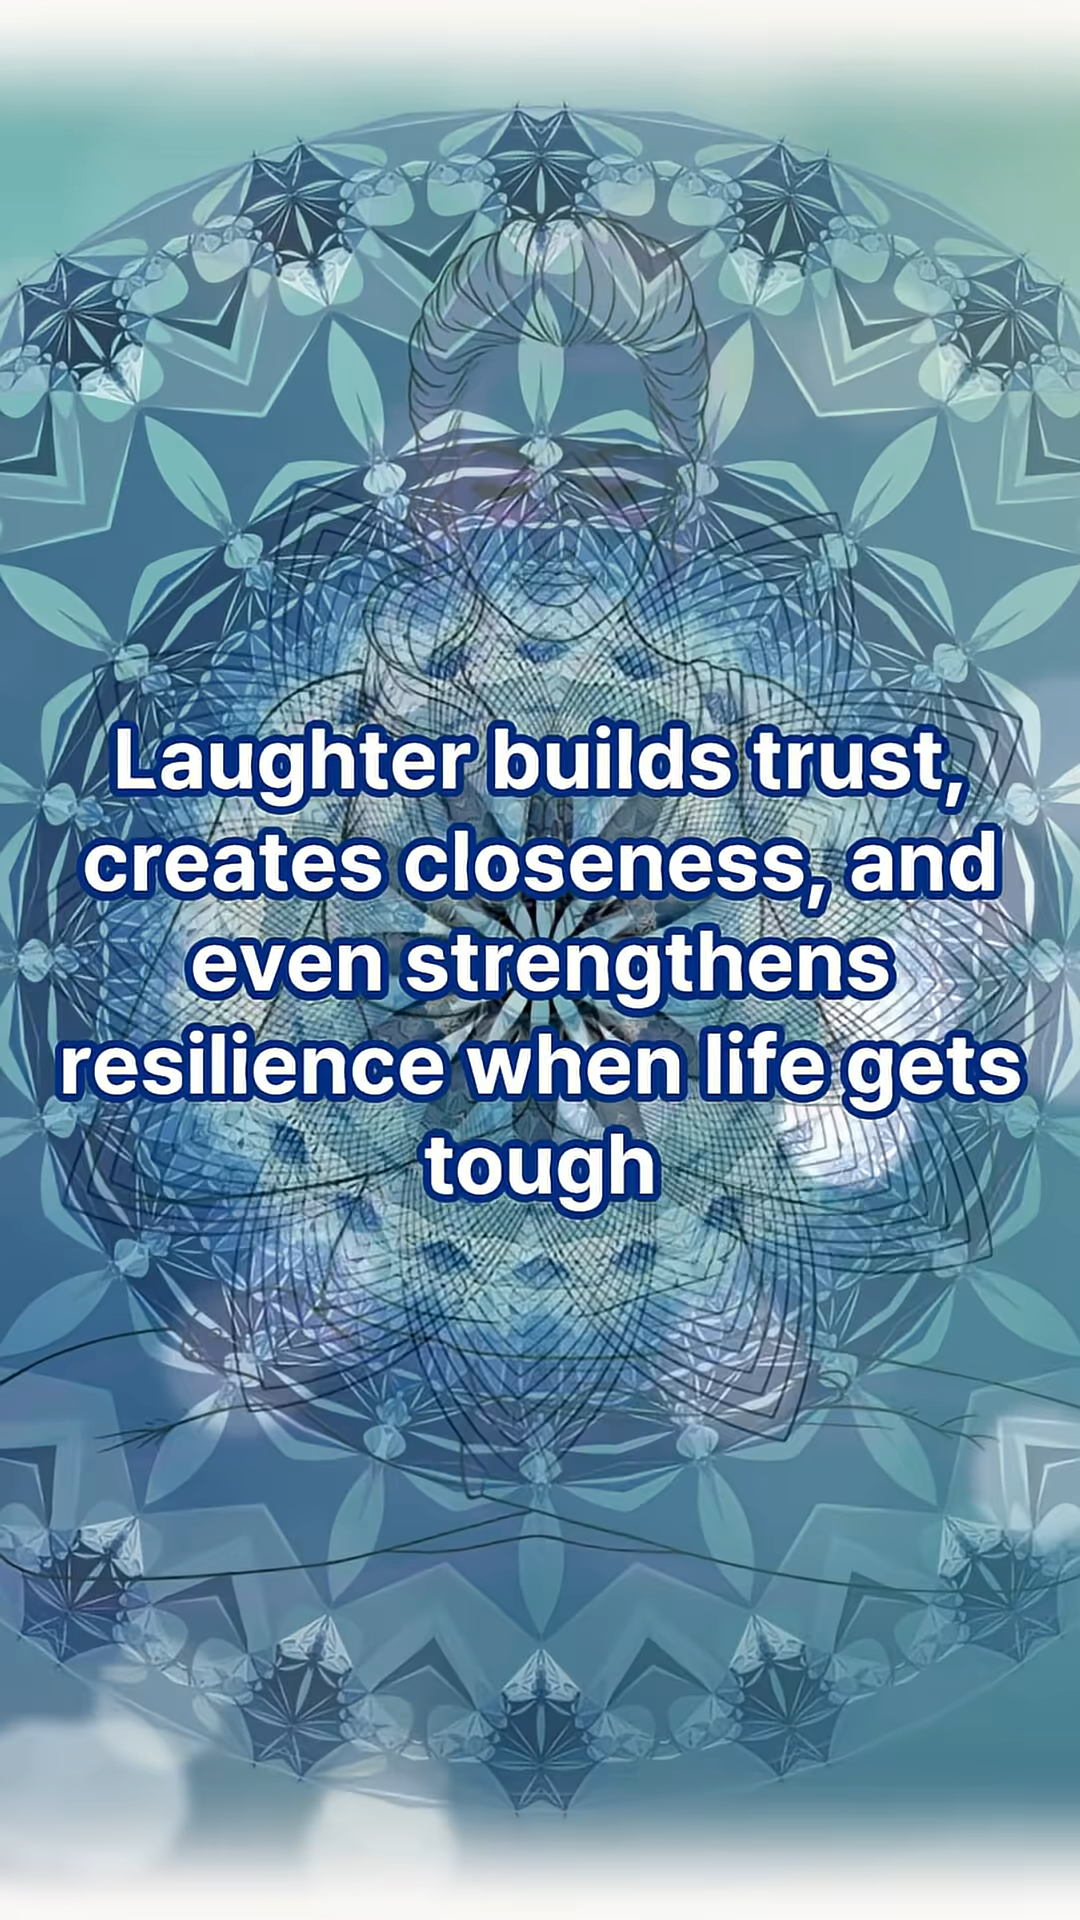 Laughter builds trust,
creates closeness, and
even strengthens
resilience when life gets
tough